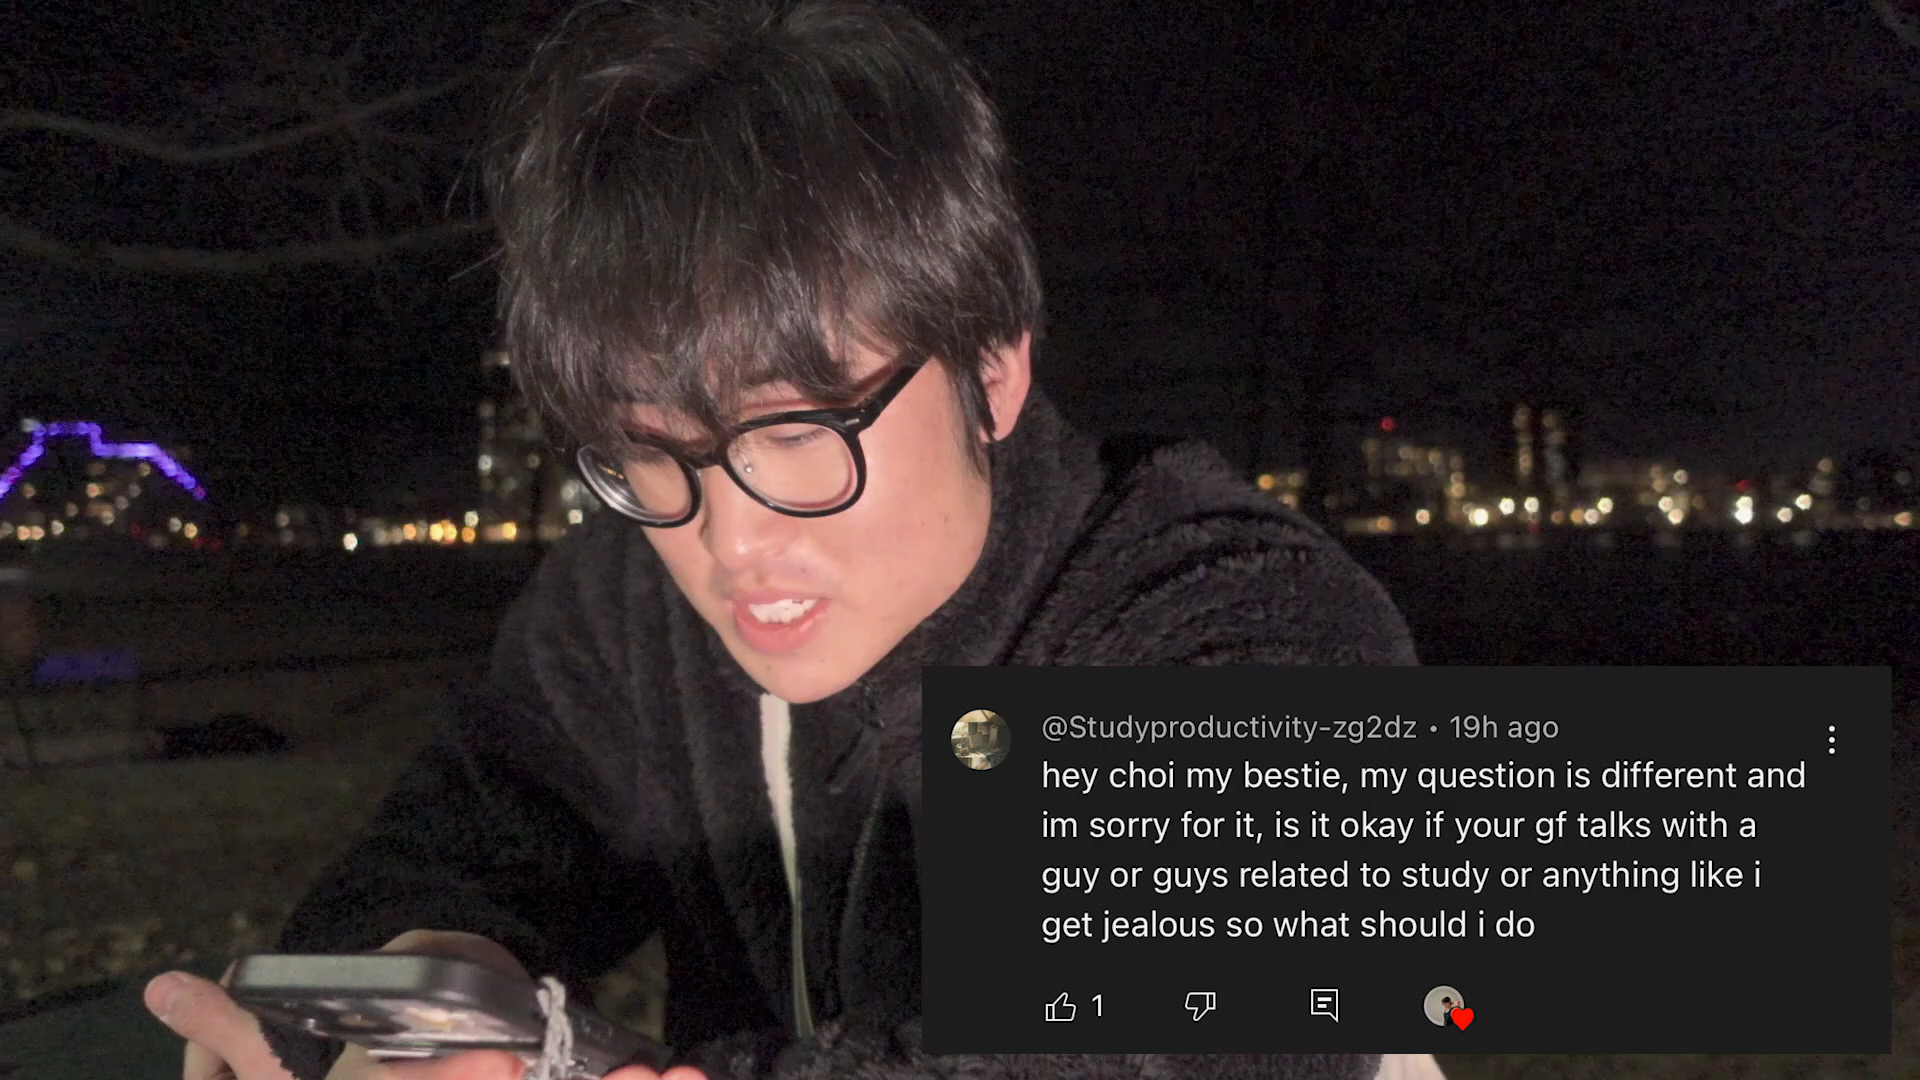 @Studyproductivity-zg2dz • 19h ago
hey choi my bestie, my question is different and
im sorry for it, is it okay if your gf talks with a
guy or guys related to study or anything like i
get jealous so what should i do
1